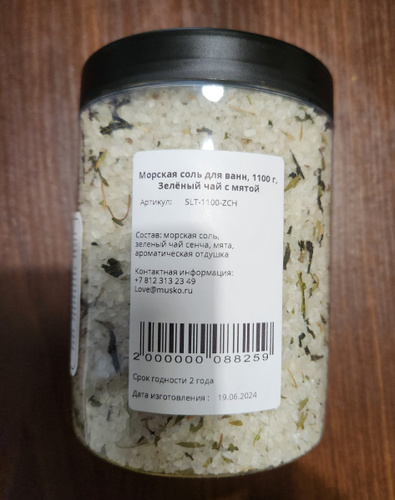 Морская соль для ванн, 1100 г,
Зелёный чай с мятой
Артикул: SLT-1100-ZCH
Состав: морская соль,
зеленый чай сенча, мята,
ароматическая отдушка
Контактная информация:
+7 812 313 23 49
Love@musko.ru
2 000000 088259
Срок годности 2 года
Дата изготовления : 19.06.2024